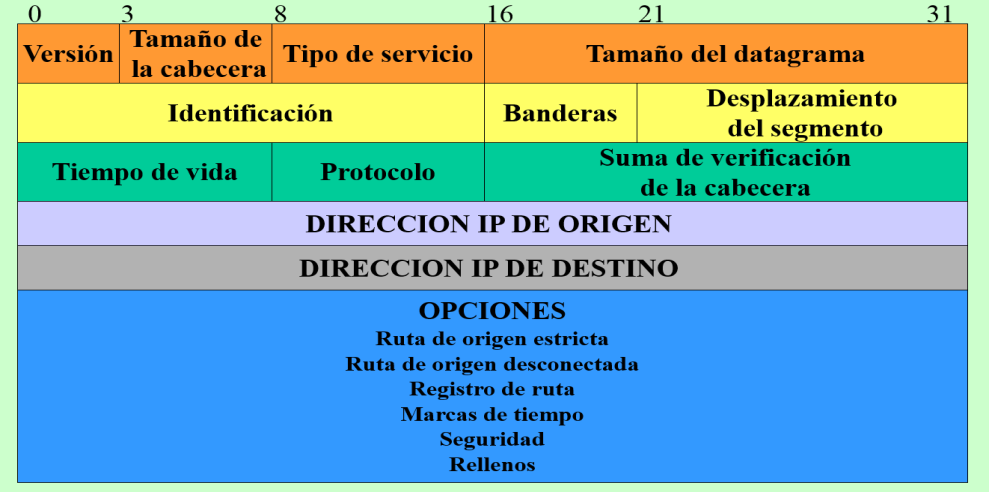 0 3 8 16 21 31
Versión Tamaño de la cabecera Tipo de servicio Tamaño del datagrama
Identificación Banderas Desplazamiento del segmento
Tiempo de vida Protocolo Suma de verificación de la cabecera
DIRECCION IP DE ORIGEN
DIRECCION IP DE DESTINO
OPCIONES
Ruta de origen estricta
Ruta de origen desconectada
Registro de ruta
Marcas de tiempo
Seguridad
Rellenos